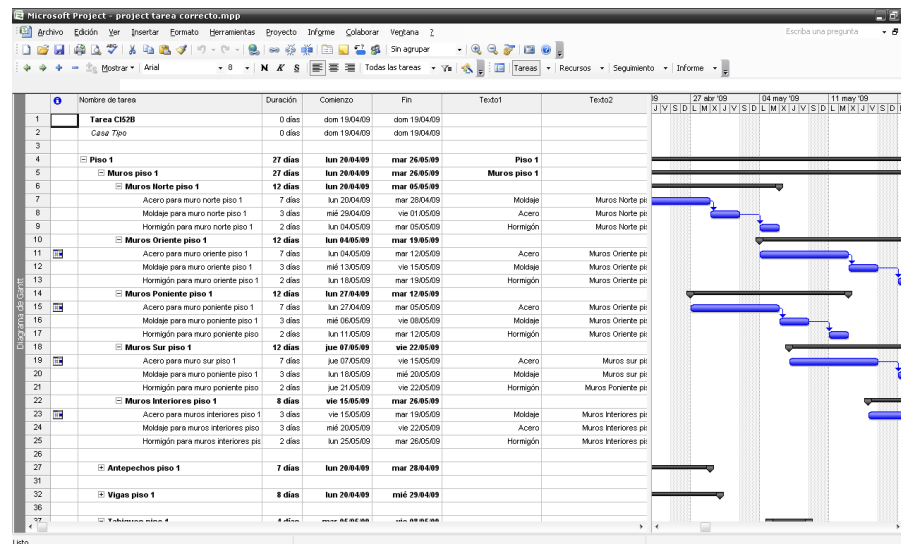 Microsoft Project - project tarea correcto.mpp
Archivo Edición Ver Insertar Formato Herramientas Proyecto Informe Colaborar Ventana ? Escriba una pregunta
Sin agrupar
Mostrar Arial 8 N K S Todas las tareas Tareas Recursos Seguimiento Informe
Nombre de tarea Duración Comienzo Fin Texto1 Texto2 27 abr '09 04 may '09 11 may '09
J V S D L M X J V S D L M X J V S D L M X J V S D
1 Tarea CI52B 0 días dom 19/04/09 dom 19/04/09
2 Casa Tipo 0 días dom 19/04/09 dom 19/04/09
3
4 Piso 1 27 días lun 20/04/09 mar 26/05/09 Piso 1
5 Muros piso 1 27 días lun 20/04/09 mar 26/05/09 Muros piso 1
6 Muros Norte piso 1 12 días lun 20/04/09 mar 05/05/09
7 Acero para muro norte piso 1 7 días lun 20/04/09 mar 28/04/09 Moldaje Muros Norte pis
8 Moldaje para muro norte piso 1 3 días mié 29/04/09 vie 01/05/09 Acero Muros Norte pis
9 Hormigón para muro norte piso 1 2 días lun 04/05/09 mar 05/05/09 Hormigón Muros Norte pis
10 Muros Oriente piso 1 12 días lun 04/05/09 mar 19/05/09
11 Acero para muro oriente piso 1 7 días lun 04/05/09 mar 12/05/09 Acero Muros Oriente pis
12 Moldaje para muro oriente piso 1 3 días mié 13/05/09 vie 15/05/09 Moldaje Muros Oriente pis
13 Hormigón para muro oriente piso 1 2 días lun 18/05/09 mar 19/05/09 Hormigón Muros Oriente pis
14 Muros Poniente piso 1 12 días lun 27/04/09 mar 12/05/09
15 Acero para muro poniente piso 1 7 días lun 27/04/09 mar 05/05/09 Acero Muros Oriente pis
16 Moldaje para muro poniente piso 1 3 días mié 06/05/09 vie 08/05/09 Moldaje Muros Oriente pis
17 Hormigón para muro poniente piso 2 días lun 11/05/09 mar 12/05/09 Hormigón Muros Oriente pis
18 Muros Sur piso 1 12 días jue 07/05/09 vie 22/05/09
19 Acero para muro sur piso 1 7 días jue 07/05/09 vie 15/05/09 Acero Muros sur pis
20 Moldaje para muro sur piso 1 3 días lun 18/05/09 mié 20/05/09 Moldaje Muros sur pis
21 Hormigón para muro poniente piso 2 días jue 21/05/09 vie 22/05/09 Hormigón Muros Poniente pis
22 Muros Interiores piso 1 8 días vie 15/05/09 mar 26/05/09
23 Acero para muros interiores piso 1 3 días vie 15/05/09 mar 19/05/09 Moldaje Muros Interiores pis
24 Moldaje para muros interiores piso 3 días mié 20/05/09 vie 22/05/09 Acero Muros Interiores pis
25 Hormigón para muros interiores pis 2 días lun 25/05/09 mar 26/05/09 Hormigón Muros Interiores pis
26
27 Antepechos piso 1 7 días lun 20/04/09 mar 28/04/09
31
32 Vigas piso 1 8 días lun 20/04/09 mié 29/04/09
36
37 Tabiques piso 1 4 días mar 05/05/09 vie 08/05/09
Diagrama de Gantt
Listo